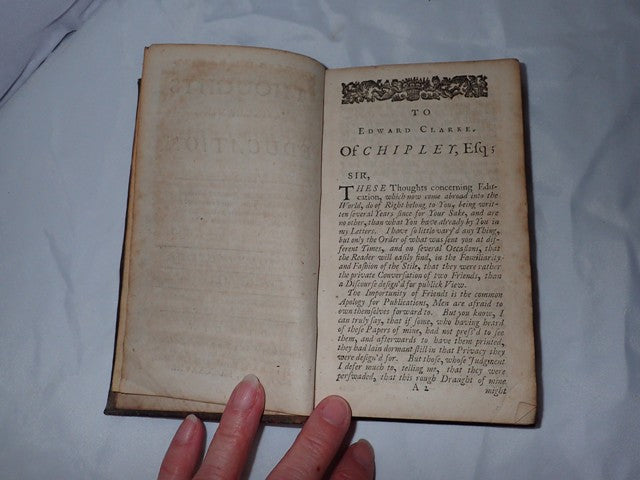 TO
EDWARD CLARKE,
Of CHIPLEY, Esq;
SIR,
THESE Thoughts concerning Edu-
cation, which now come abroad into the
World, do of Right belong to You, being writ-
ten several Years since for Your Sake, and are
no other, than what You have already by You in
my Letters. I have so little vary'd any Thing,
but only the Order of what was sent you at dif-
ferent Times, and on several Occasions, that
the Reader will easily find, in the Familiarity
and Fashion of the Stile, that they were rather
the private Conversation of two Friends, than
a Discourse design'd for publick View.
The Importunity of Friends is the common
Apology for Publications, Men are afraid to
own themselves forward to. But you know, I
can truly say, that if some, who having heard
of those Papers of mine, had not press'd to see
them, and afterwards to have them printed,
they had lain dormant still in that Privacy they
were design'd for. But those, whose Judgment
I defer much to, telling me, that they were
perswaded, that this rough Draught of mine
A 2 might